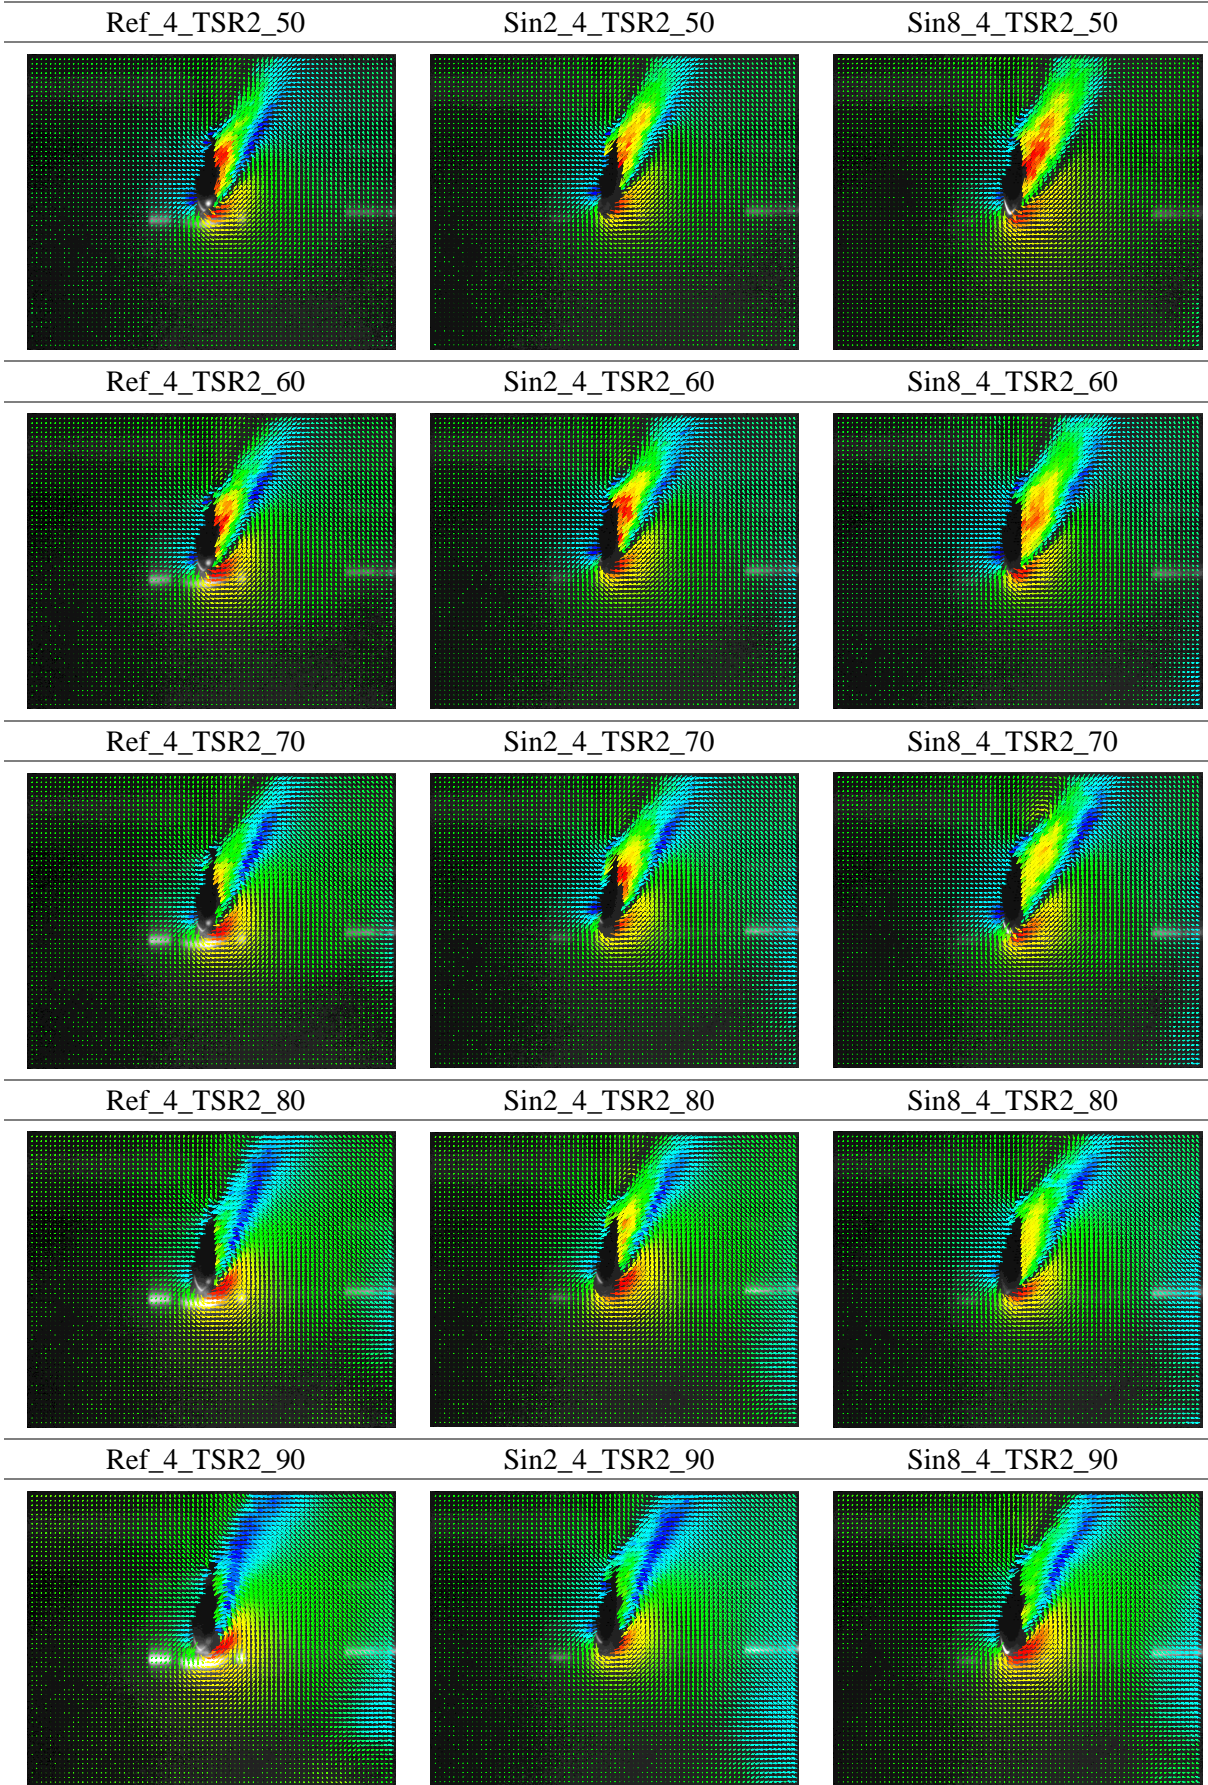 Ref_4_TSR2_50 Sin2_4_TSR2_50 Sin8_4_TSR2_50
Ref_4_TSR2_60 Sin2_4_TSR2_60 Sin8_4_TSR2_60
Ref_4_TSR2_70 Sin2_4_TSR2_70 Sin8_4_TSR2_70
Ref_4_TSR2_80 Sin2_4_TSR2_80 Sin8_4_TSR2_80
Ref_4_TSR2_90 Sin2_4_TSR2_90 Sin8_4_TSR2_90